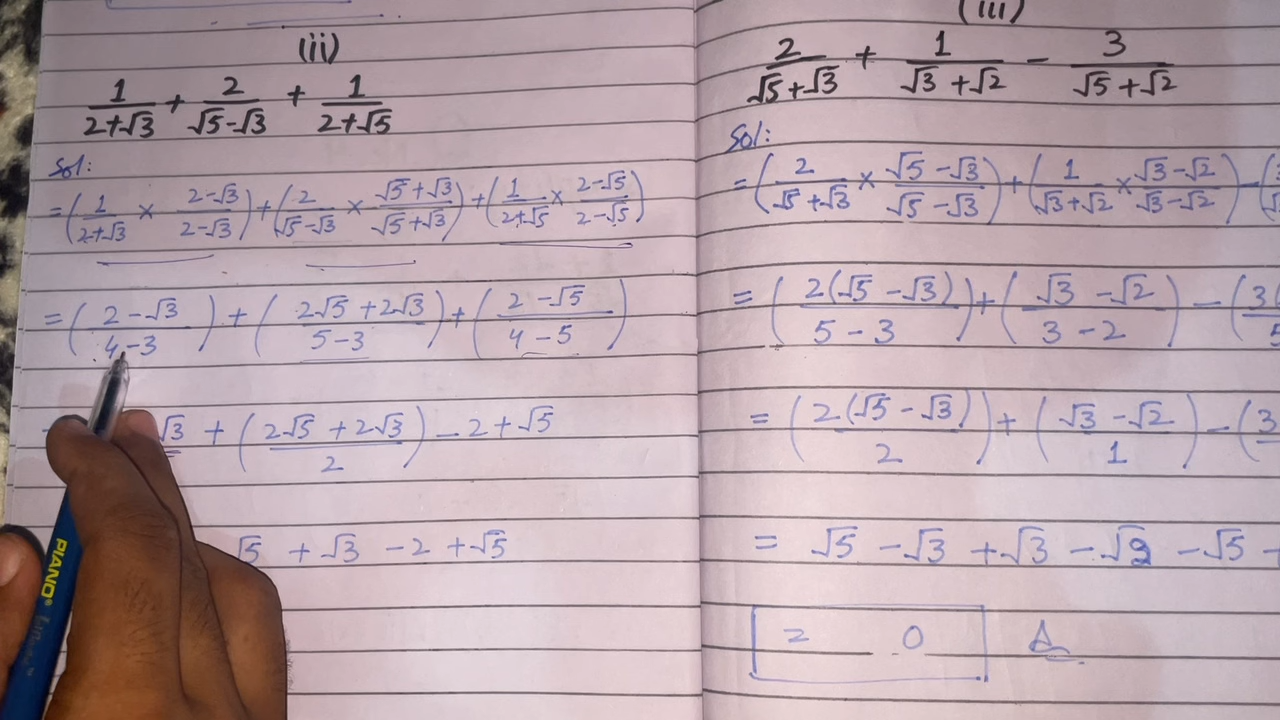 (ii)
1/(2+√3) + 2/(√5-√3) + 1/(2+√5)
Sol:
= (1/(2+√3) × (2-√3)/(2-√3)) + (2/(√5-√3) × (√5+√3)/(√5+√3)) + (1/(2+√5) × (2-√5)/(2-√5))
= ((2-√3)/(4-3)) + ((2√5+2√3)/(5-3)) + ((2-√5)/(4-5))
√3 + ((2√5+2√3)/2) - 2 + √5
√5 + √3 - 2 + √5
PIANO
(iii)
2/(√5+√3) + 1/(√3+√2) - 3/(√5+√2)
Sol:
= (2/(√5+√3) × (√5-√3)/(√5-√3)) + (1/(√3+√2) × (√3-√2)/(√3-√2)) - (
= (2(√5-√3)/(5-3)) + ((√3-√2)/(3-2)) - (3(/5
= (2(√5-√3)/2) + ((√3-√2)/1) - (3
= √5 - √3 + √3 - √2 - √5
= 0